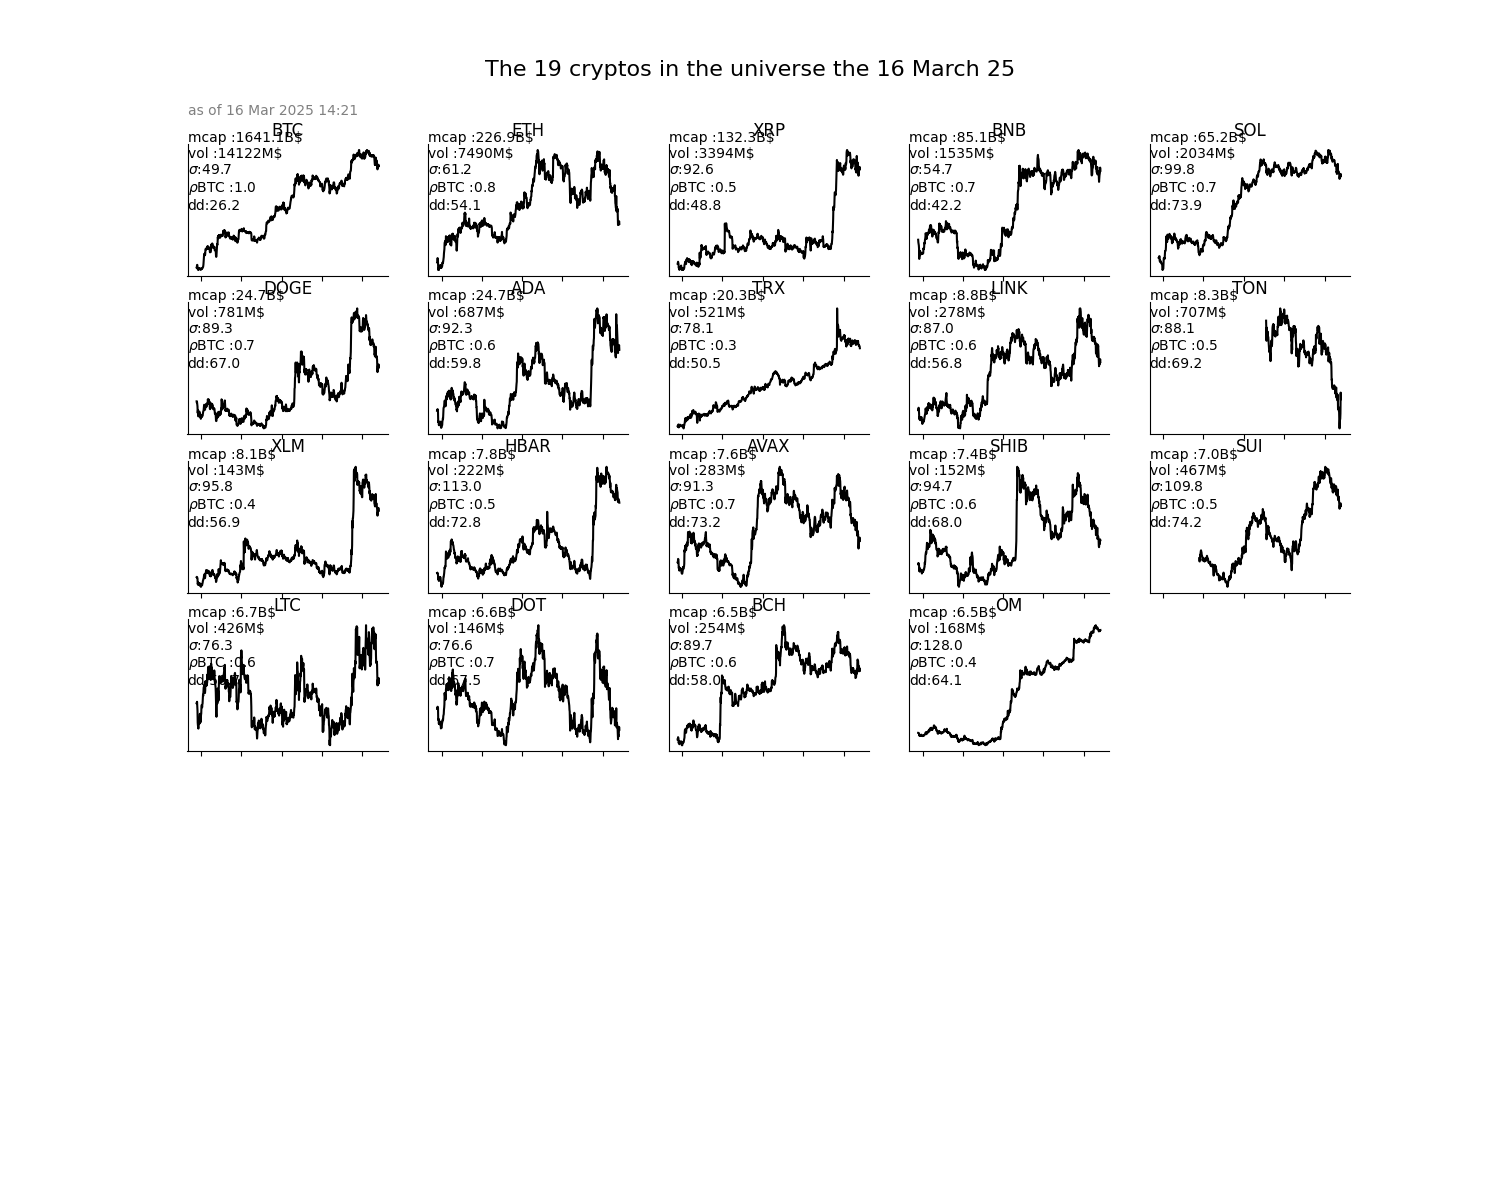 The 19 cryptos in the universe the 16 March 25
as of 16 Mar 2025 14:21
BTC
mcap :1641.1B$
vol :14122M$
σ:49.7
ρBTC :1.0
dd:26.2
ETH
mcap :226.9B$
vol :7490M$
σ:61.2
ρBTC :0.8
dd:54.1
XRP
mcap :132.3B$
vol :3394M$
σ:92.6
ρBTC :0.5
dd:48.8
BNB
mcap :85.1B$
vol :1535M$
σ:54.7
ρBTC :0.7
dd:42.2
SOL
mcap :65.2B$
vol :2034M$
σ:99.8
ρBTC :0.7
dd:73.9
DOGE
mcap :24.7B$
vol :781M$
σ:89.3
ρBTC :0.7
dd:67.0
ADA
mcap :24.7B$
vol :687M$
σ:92.3
ρBTC :0.6
dd:59.8
TRX
mcap :20.3B$
vol :521M$
σ:78.1
ρBTC :0.3
dd:50.5
LINK
mcap :8.8B$
vol :278M$
σ:87.0
ρBTC :0.6
dd:56.8
TON
mcap :8.3B$
vol :707M$
σ:88.1
ρBTC :0.5
dd:69.2
XLM
mcap :8.1B$
vol :143M$
σ:95.8
ρBTC :0.4
dd:56.9
HBAR
mcap :7.8B$
vol :222M$
σ:113.0
ρBTC :0.5
dd:72.8
AVAX
mcap :7.6B$
vol :283M$
σ:91.3
ρBTC :0.7
dd:73.2
SHIB
mcap :7.4B$
vol :152M$
σ:94.7
ρBTC :0.6
dd:68.0
SUI
mcap :7.0B$
vol :467M$
σ:109.8
ρBTC :0.5
dd:74.2
LTC
mcap :6.7B$
vol :426M$
σ:76.3
ρBTC :0.6
DOT
mcap :6.6B$
vol :146M$
σ:76.6
ρBTC :0.7
dd:67.5
BCH
mcap :6.5B$
vol :254M$
σ:89.7
ρBTC :0.6
dd:58.0
OM
mcap :6.5B$
vol :168M$
σ:128.0
ρBTC :0.4
dd:64.1